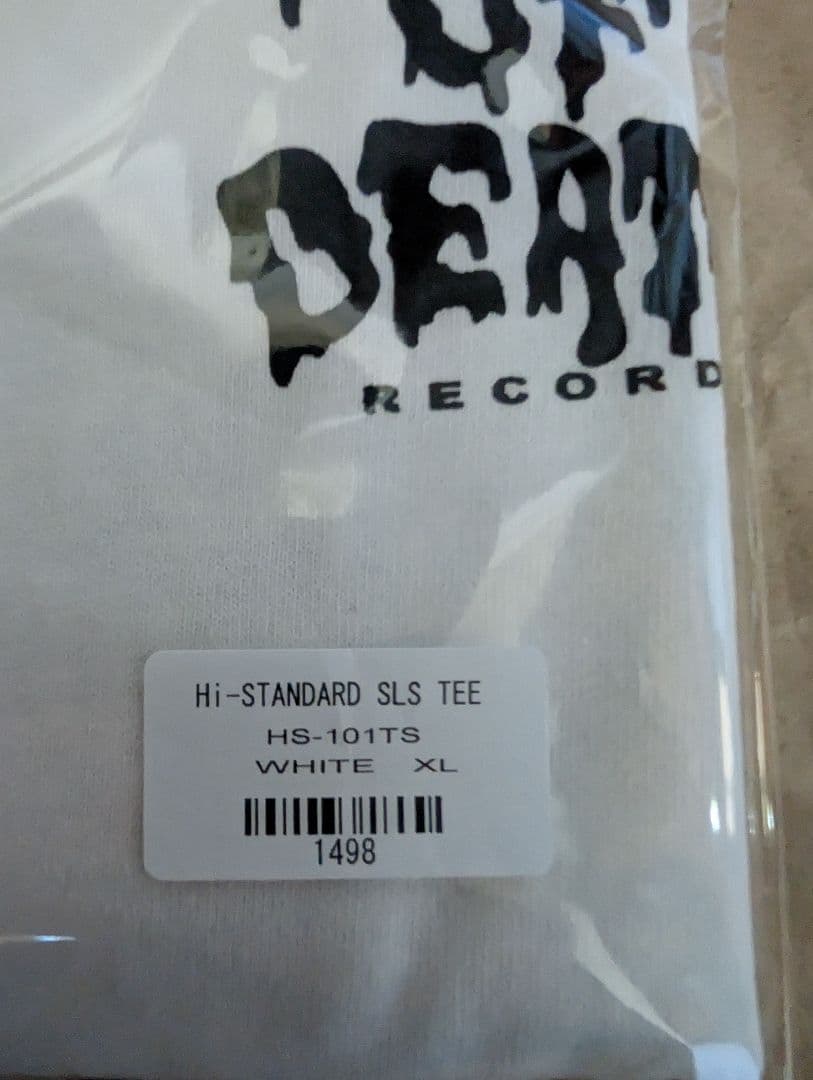 DEAT
RECORD
Hi-STANDARD SLS TEE
HS-101TS
WHITE XL
1498